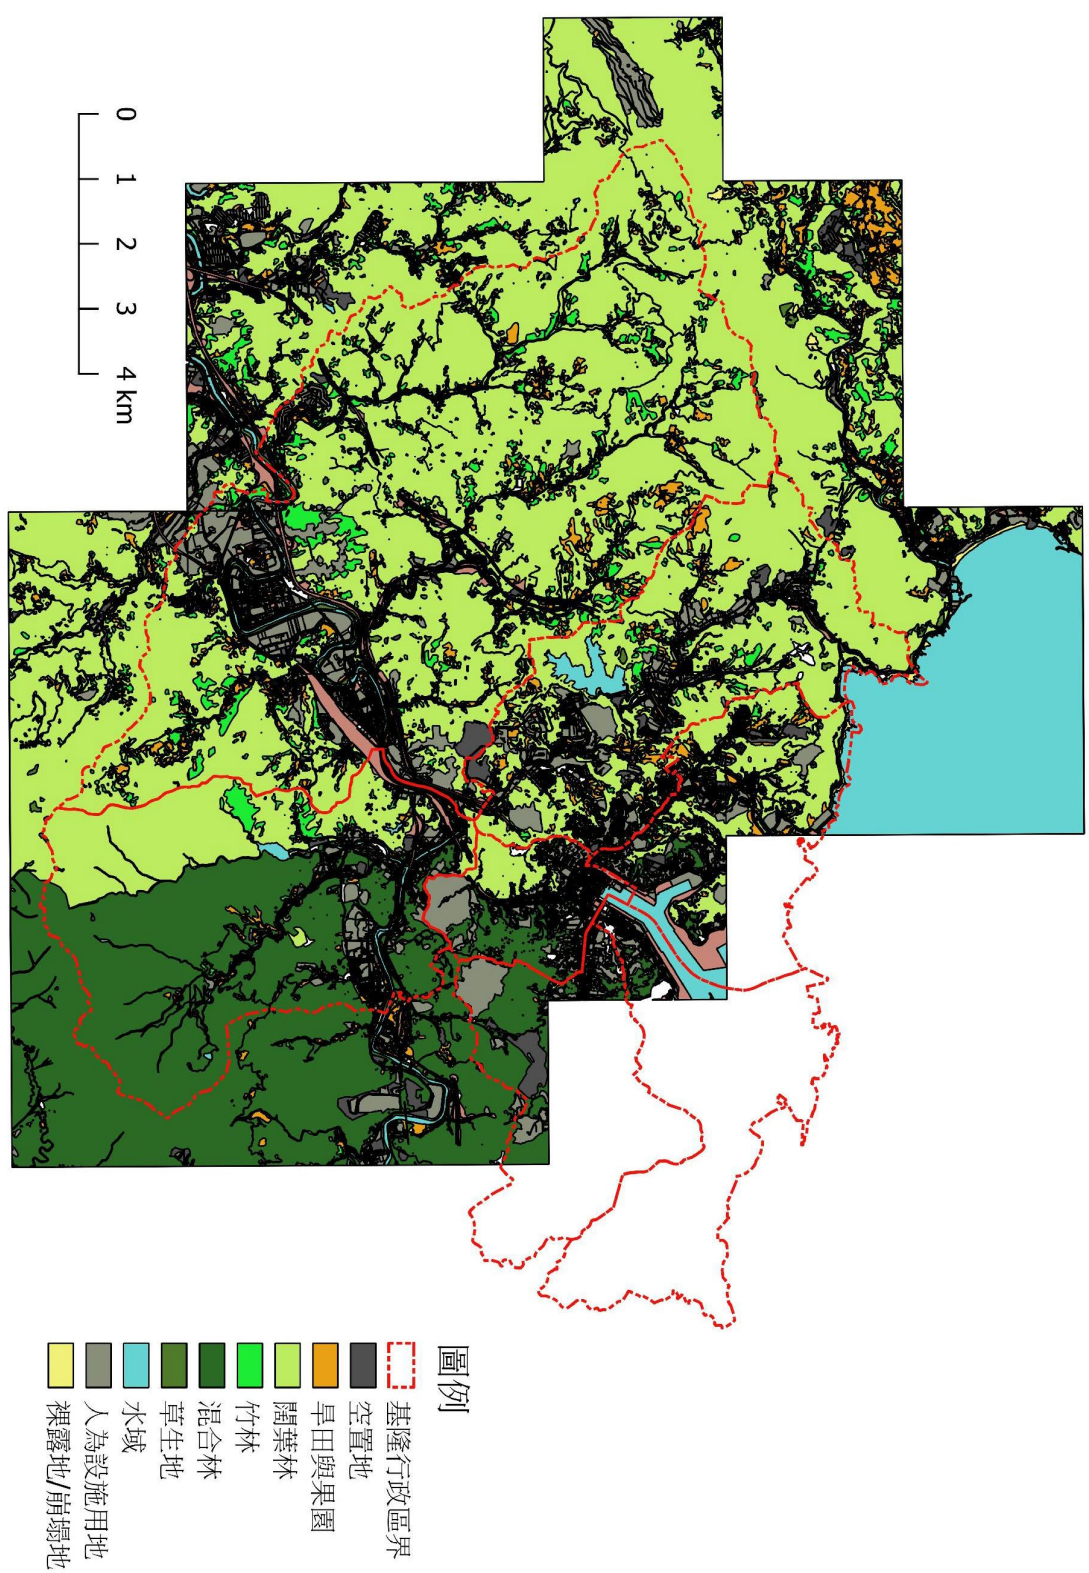 圖例
基隆行政區界
空置地
旱田與果園
闊葉林
竹林
混合林
草生地
水域
人為設施用地
裸露地/崩塌地
0 1 2 3 4 km